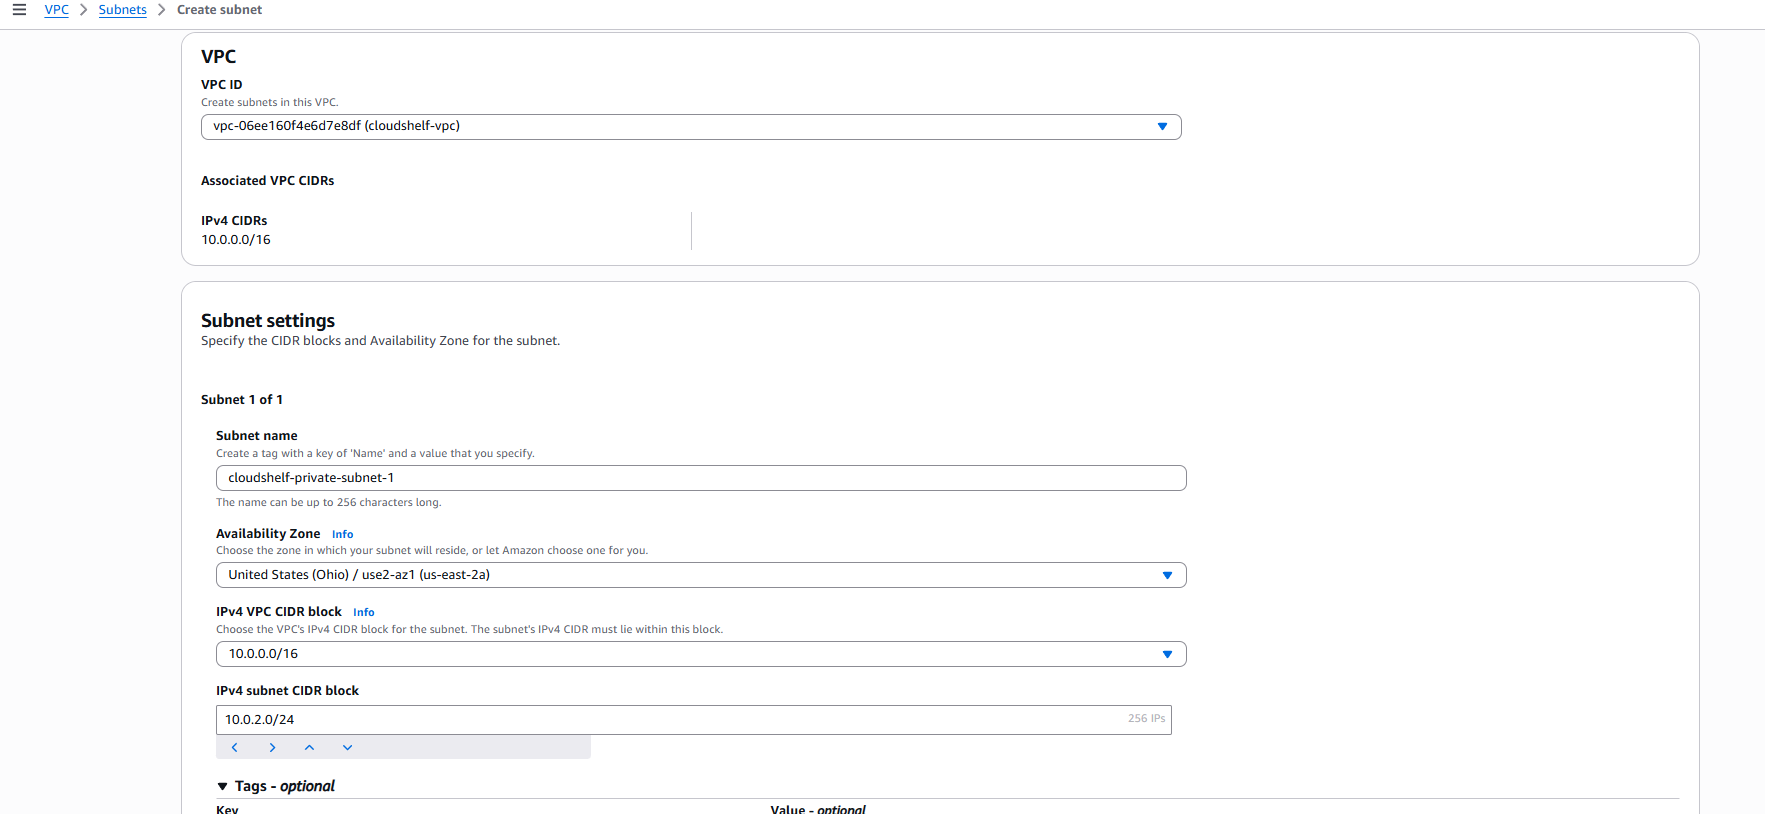 VPC > Subnets > Create subnet
VPC
VPC ID
Create subnets in this VPC.
vpc-06ee160f4e6d7e8df (cloudshelf-vpc)
Associated VPC CIDRs
IPv4 CIDRs
10.0.0.0/16
Subnet settings
Specify the CIDR blocks and Availability Zone for the subnet.
Subnet 1 of 1
Subnet name
Create a tag with a key of 'Name' and a value that you specify.
cloudshelf-private-subnet-1
The name can be up to 256 characters long.
Availability Zone Info
Choose the zone in which your subnet will reside, or let Amazon choose one for you.
United States (Ohio) / use2-az1 (us-east-2a)
IPv4 VPC CIDR block Info
Choose the VPC's IPv4 CIDR block for the subnet. The subnet's IPv4 CIDR must lie within this block.
10.0.0.0/16
IPv4 subnet CIDR block
10.0.2.0/24 256 IPs
Tags - optional
Key Value - optional